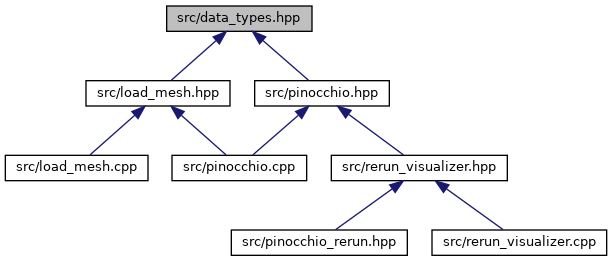 src/data_types.hpp
src/load_mesh.hpp
src/pinocchio.hpp
src/load_mesh.cpp
src/pinocchio.cpp
src/rerun_visualizer.hpp
src/pinocchio_rerun.hpp
src/rerun_visualizer.cpp